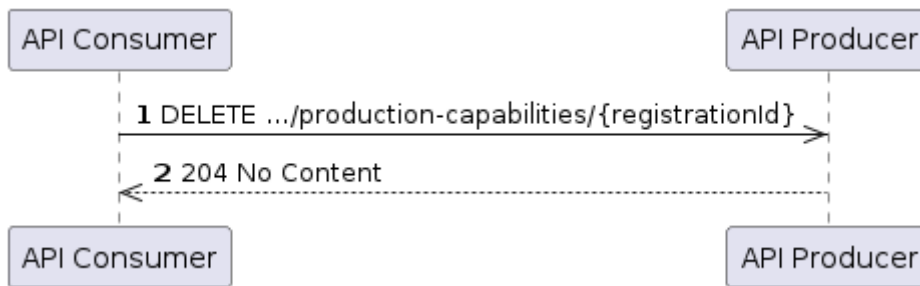 API Consumer API Producer
1 DELETE .../production-capabilities/{registrationId}
2 204 No Content
API Consumer API Producer